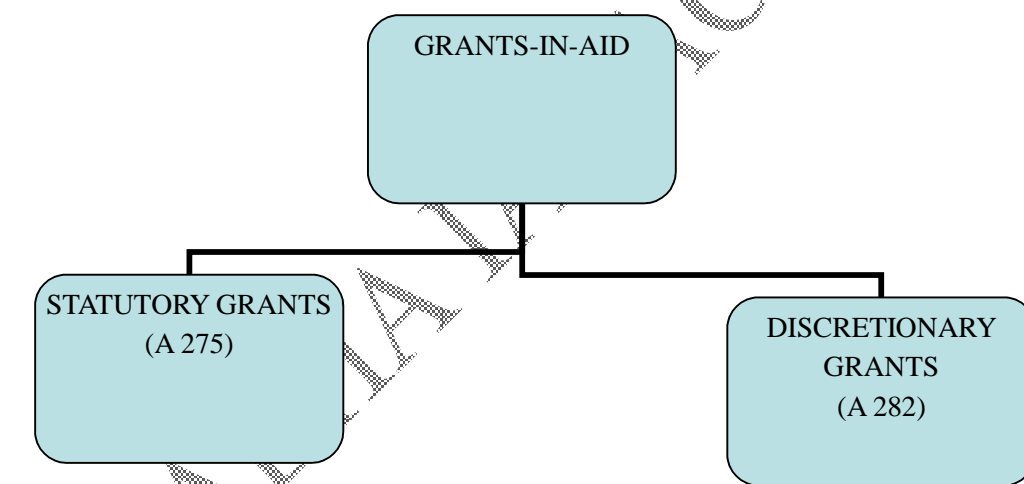 GRANTS-IN-AID
STATUTORY GRANTS
(A 275)
DISCRETIONARY
GRANTS
(A 282)